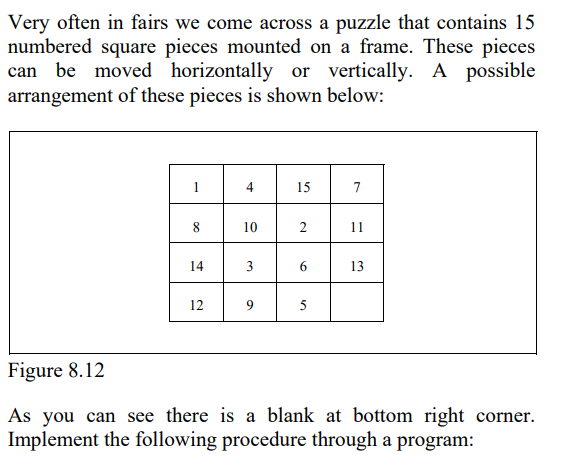 Very often in fairs we come across a puzzle that contains 15
numbered square pieces mounted on a frame. These pieces
can be moved horizontally or vertically. A possible
arrangement of these pieces is shown below:
1 4 15 7
8 10 2 11
14 3 6 13
12 9 5
Figure 8.12
As you can see there is a blank at bottom right corner.
Implement the following procedure through a program: